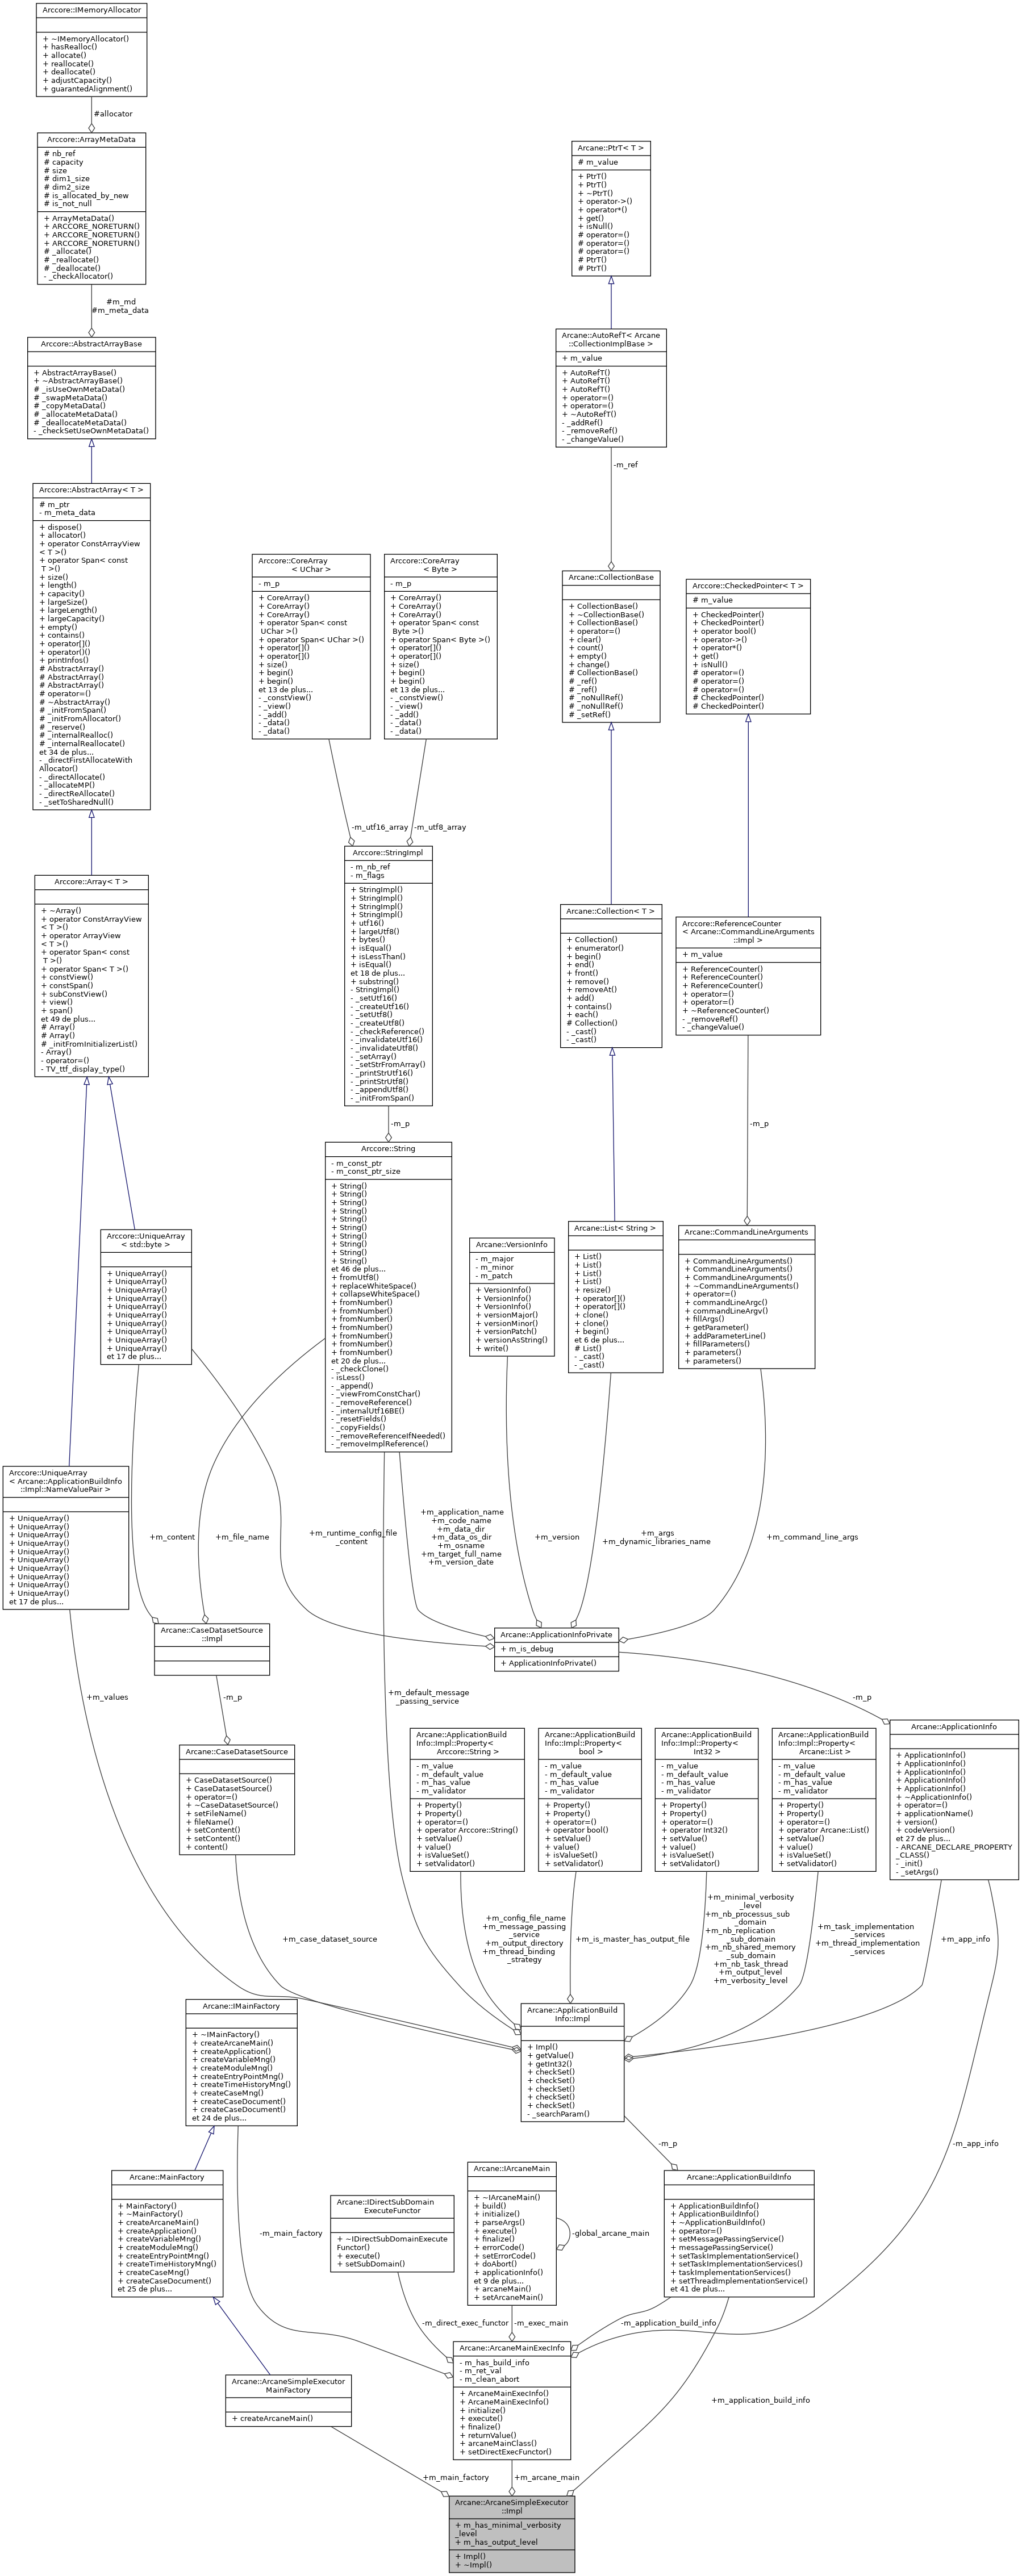 Arccore::IMemoryAllocator
+ ~IMemoryAllocator()
+ hasRealloc()
+ allocate()
+ reallocate()
+ deallocate()
+ adjustCapacity()
+ guarantedAlignment()
#allocator
Arccore::ArrayMetaData
# nb_ref
# capacity
# size
# dim1_size
# dim2_size
# is_allocated_by_new
# is_not_null
+ ArrayMetaData()
+ ARCCORE_NORETURN()
+ ARCCORE_NORETURN()
+ ARCCORE_NORETURN()
# _allocate()
# _reallocate()
# _deallocate()
- _checkAllocator()
#m_md
#m_meta_data
Arccore::AbstractArrayBase
+ AbstractArrayBase()
+ ~AbstractArrayBase()
# _isUseOwnMetaData()
# _swapMetaData()
# _copyMetaData()
# _allocateMetaData()
# _deallocateMetaData()
- _checkSetUseOwnMetaData()
Arccore::AbstractArray< T >
# m_ptr
- m_meta_data
+ dispose()
+ allocator()
+ operator ConstArrayView
< T >()
+ operator Span< const
T >()
+ size()
+ length()
+ capacity()
+ largeSize()
+ largeLength()
+ largeCapacity()
+ empty()
+ contains()
+ operator[]()
+ operator()()
+ printInfos()
# AbstractArray()
# AbstractArray()
# AbstractArray()
# operator=()
# ~AbstractArray()
# _initFromSpan()
# _initFromAllocator()
# _reserve()
# _internalRealloc()
# _internalReallocate()
et 34 de plus...
- _directFirstAllocateWith
Allocator()
- _directAllocate()
- _allocateMP()
- _directReAllocate()
- _setToSharedNull()
Arccore::Array< T >
+ ~Array()
+ operator ConstArrayView
< T >()
+ operator ArrayView
< T >()
+ operator Span< const
T >()
+ operator Span< T >()
+ constView()
+ constSpan()
+ subConstView()
+ view()
+ span()
et 49 de plus...
# Array()
# Array()
# _initFromInitializerList()
- Array()
- operator=()
- TV_ttf_display_type()
Arccore::UniqueArray
< std::byte >
+ UniqueArray()
+ UniqueArray()
+ UniqueArray()
+ UniqueArray()
+ UniqueArray()
+ UniqueArray()
+ UniqueArray()
+ UniqueArray()
+ UniqueArray()
+ UniqueArray()
et 17 de plus...
Arccore::UniqueArray
< Arcane::ApplicationBuildInfo
::Impl::NameValuePair >
+ UniqueArray()
+ UniqueArray()
+ UniqueArray()
+ UniqueArray()
+ UniqueArray()
+ UniqueArray()
+ UniqueArray()
+ UniqueArray()
+ UniqueArray()
+ UniqueArray()
et 17 de plus...
Arccore::CoreArray
< UChar >
- m_p
+ CoreArray()
+ CoreArray()
+ CoreArray()
+ operator Span< const
UChar >()
+ operator Span< UChar >()
+ operator[]()
+ operator[]()
+ size()
+ begin()
+ begin()
et 13 de plus...
- _constView()
- _view()
- _add()
- _data()
- _data()
Arccore::CoreArray
< Byte >
- m_p
+ CoreArray()
+ CoreArray()
+ CoreArray()
+ operator Span< const
Byte >()
+ operator Span< Byte >()
+ operator[]()
+ operator[]()
+ size()
+ begin()
+ begin()
et 13 de plus...
- _constView()
- _view()
- _add()
- _data()
- _data()
-m_utf16_array
-m_utf8_array
Arccore::StringImpl
- m_nb_ref
- m_flags
+ StringImpl()
+ StringImpl()
+ StringImpl()
+ StringImpl()
+ utf16()
+ largeUtf8()
+ bytes()
+ isEqual()
+ isLessThan()
+ isEqual()
et 18 de plus...
+ substring()
- StringImpl()
- _setUtf16()
- _createUtf16()
- _setUtf8()
- _createUtf8()
- _checkReference()
- _invalidateUtf16()
- _invalidateUtf8()
- _setArray()
- _setStrFromArray()
- _printStrUtf16()
- _printStrUtf8()
- _appendUtf8()
- _initFromSpan()
-m_p
Arccore::String
- m_const_ptr
- m_const_ptr_size
+ String()
+ String()
+ String()
+ String()
+ String()
+ String()
+ String()
+ String()
+ String()
+ String()
et 46 de plus...
+ fromUtf8()
+ replaceWhiteSpace()
+ collapseWhiteSpace()
+ fromNumber()
+ fromNumber()
+ fromNumber()
+ fromNumber()
+ fromNumber()
+ fromNumber()
+ fromNumber()
et 20 de plus...
- _checkClone()
- isLess()
- _append()
- _viewFromConstChar()
- _removeReference()
- _internalUtf16BE()
- _resetFields()
- _copyFields()
- _removeReferenceIfNeeded()
- _removeImplReference()
Arcane::PtrT< T >
# m_value
+ PtrT()
+ PtrT()
+ ~PtrT()
+ operator->()
+ operator*()
+ get()
+ isNull()
# operator=()
# operator=()
# operator=()
# PtrT()
# PtrT()
Arcane::AutoRefT< Arcane
::CollectionImplBase >
+ m_value
+ AutoRefT()
+ AutoRefT()
+ AutoRefT()
+ operator=()
+ operator=()
+ ~AutoRefT()
- _addRef()
- _removeRef()
- _changeValue()
-m_ref
Arcane::CollectionBase
+ CollectionBase()
+ ~CollectionBase()
+ CollectionBase()
+ operator=()
+ clear()
+ count()
+ empty()
+ change()
# CollectionBase()
# _ref()
# _ref()
# _noNullRef()
# _noNullRef()
# _setRef()
Arccore::CheckedPointer< T >
# m_value
+ CheckedPointer()
+ CheckedPointer()
+ operator bool()
+ operator->()
+ operator*()
+ get()
+ isNull()
# operator=()
# operator=()
# operator=()
# CheckedPointer()
# CheckedPointer()
Arcane::Collection< T >
+ Collection()
+ enumerator()
+ begin()
+ end()
+ front()
+ remove()
+ removeAt()
+ add()
+ contains()
+ each()
# Collection()
- _cast()
- _cast()
Arccore::ReferenceCounter
< Arcane::CommandLineArguments
::Impl >
+ m_value
+ ReferenceCounter()
+ ReferenceCounter()
+ ReferenceCounter()
+ operator=()
+ operator=()
+ ~ReferenceCounter()
- _removeRef()
- _changeValue()
-m_p
Arcane::VersionInfo
- m_major
- m_minor
- m_patch
+ VersionInfo()
+ VersionInfo()
+ VersionInfo()
+ versionMajor()
+ versionMinor()
+ versionPatch()
+ versionAsString()
+ write()
Arcane::List< String >
+ List()
+ List()
+ List()
+ List()
+ resize()
+ operator[]()
+ operator[]()
+ clone()
+ clone()
+ begin()
et 6 de plus...
# List()
- _cast()
- _cast()
Arcane::CommandLineArguments
+ CommandLineArguments()
+ CommandLineArguments()
+ CommandLineArguments()
+ ~CommandLineArguments()
+ operator=()
+ commandLineArgc()
+ commandLineArgv()
+ fillArgs()
+ getParameter()
+ addParameterLine()
+ fillParameters()
+ parameters()
+ parameters()
+m_content
+m_file_name
+m_runtime_config_file
_content
+m_application_name
+m_code_name
+m_data_dir
+m_data_os_dir
+m_osname
+m_target_full_name
+m_version_date
+m_version
+m_args
+m_dynamic_libraries_name
+m_command_line_args
Arcane::CaseDatasetSource
::Impl
Arcane::ApplicationInfoPrivate
+ m_is_debug
+ ApplicationInfoPrivate()
+m_values
-m_p
+m_default_message
_passing_service
-m_p
Arcane::CaseDatasetSource
+ CaseDatasetSource()
+ CaseDatasetSource()
+ operator=()
+ ~CaseDatasetSource()
+ setFileName()
+ fileName()
+ setContent()
+ setContent()
+ content()
Arcane::ApplicationBuild
Info::Impl::Property<
Arccore::String >
- m_value
- m_default_value
- m_has_value
- m_validator
+ Property()
+ Property()
+ operator=()
+ operator Arccore::String()
+ setValue()
+ value()
+ isValueSet()
+ setValidator()
Arcane::ApplicationBuild
Info::Impl::Property<
bool >
- m_value
- m_default_value
- m_has_value
- m_validator
+ Property()
+ Property()
+ operator=()
+ operator bool()
+ setValue()
+ value()
+ isValueSet()
+ setValidator()
Arcane::ApplicationBuild
Info::Impl::Property<
Int32 >
- m_value
- m_default_value
- m_has_value
- m_validator
+ Property()
+ Property()
+ operator=()
+ operator Int32()
+ setValue()
+ value()
+ isValueSet()
+ setValidator()
Arcane::ApplicationBuild
Info::Impl::Property<
Arcane::List >
- m_value
- m_default_value
- m_has_value
- m_validator
+ Property()
+ Property()
+ operator=()
+ operator Arcane::List()
+ setValue()
+ value()
+ isValueSet()
+ setValidator()
Arcane::ApplicationInfo
+ ApplicationInfo()
+ ApplicationInfo()
+ ApplicationInfo()
+ ApplicationInfo()
+ ApplicationInfo()
+ ~ApplicationInfo()
+ operator=()
+ applicationName()
+ version()
+ codeVersion()
et 27 de plus...
- ARCANE_DECLARE_PROPERTY
_CLASS()
- _init()
- _setArgs()
+m_case_dataset_source
+m_config_file_name
+m_message_passing
_service
+m_output_directory
+m_thread_binding
_strategy
+m_is_master_has_output_file
+m_minimal_verbosity
_level
+m_nb_processus_sub
_domain
+m_nb_replication
_sub_domain
+m_nb_shared_memory
_sub_domain
+m_nb_task_thread
+m_output_level
+m_verbosity_level
+m_task_implementation
_services
+m_thread_implementation
_services
+m_app_info
Arcane::IMainFactory
+ ~IMainFactory()
+ createArcaneMain()
+ createApplication()
+ createVariableMng()
+ createModuleMng()
+ createEntryPointMng()
+ createTimeHistoryMng()
+ createCaseMng()
+ createCaseDocument()
+ createCaseDocument()
et 24 de plus...
Arcane::ApplicationBuild
Info::Impl
+ Impl()
+ getValue()
+ getInt32()
+ checkSet()
+ checkSet()
+ checkSet()
+ checkSet()
+ checkSet()
- _searchParam()
-m_p
-m_app_info
Arcane::MainFactory
+ MainFactory()
+ ~MainFactory()
+ createArcaneMain()
+ createApplication()
+ createVariableMng()
+ createModuleMng()
+ createEntryPointMng()
+ createTimeHistoryMng()
+ createCaseMng()
+ createCaseDocument()
et 25 de plus...
-m_main_factory
Arcane::IDirectSubDomain
ExecuteFunctor
+ ~IDirectSubDomainExecute
Functor()
+ execute()
+ setSubDomain()
Arcane::IArcaneMain
+ ~IArcaneMain()
+ build()
+ initialize()
+ parseArgs()
+ execute()
+ finalize()
+ errorCode()
+ setErrorCode()
+ doAbort()
+ applicationInfo()
et 9 de plus...
+ arcaneMain()
+ setArcaneMain()
-global_arcane_main
Arcane::ApplicationBuildInfo
+ ApplicationBuildInfo()
+ ApplicationBuildInfo()
+ ~ApplicationBuildInfo()
+ operator=()
+ setMessagePassingService()
+ messagePassingService()
+ setTaskImplementationService()
+ setTaskImplementationServices()
+ taskImplementationServices()
+ setThreadImplementationService()
et 41 de plus...
-m_direct_exec_functor
-m_exec_main
-m_application_build_info
Arcane::ArcaneMainExecInfo
- m_has_build_info
- m_ret_val
- m_clean_abort
+ ArcaneMainExecInfo()
+ ArcaneMainExecInfo()
+ initialize()
+ execute()
+ finalize()
+ returnValue()
+ arcaneMainClass()
+ setDirectExecFunctor()
Arcane::ArcaneSimpleExecutor
MainFactory
+ createArcaneMain()
+m_application_build_info
+m_main_factory
+m_arcane_main
Arcane::ArcaneSimpleExecutor
::Impl
+ m_has_minimal_verbosity
_level
+ m_has_output_level
+ Impl()
+ ~Impl()